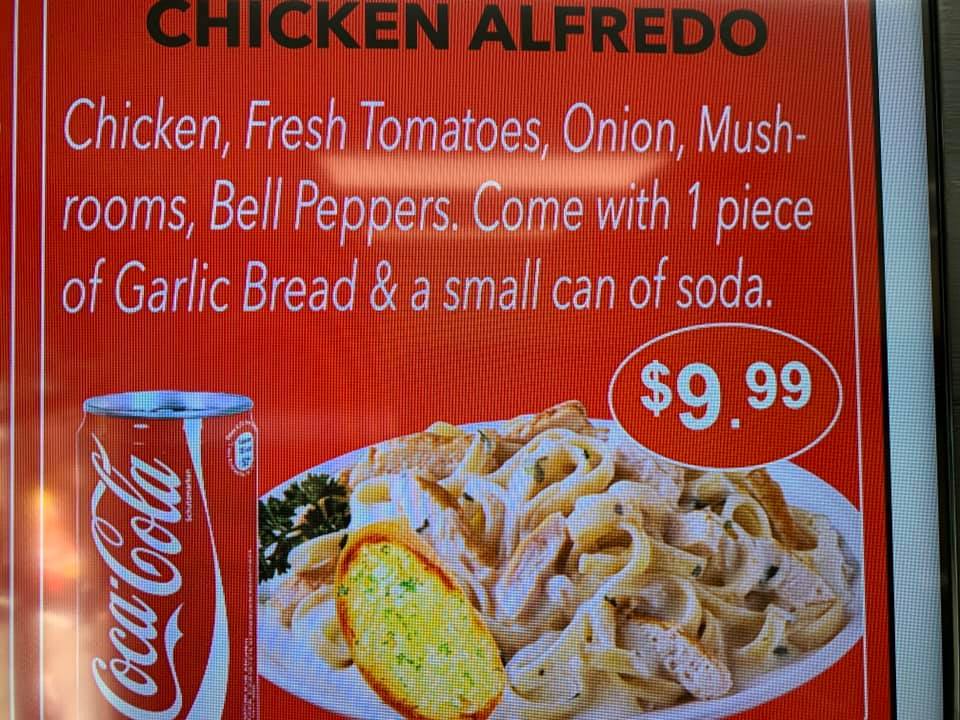 CHICKEN ALFREDO
Chicken, Fresh Tomatoes, Onion, Mush-
rooms, Bell Peppers. Come with 1 piece
of Garlic Bread & a small can of soda.
$9.99
Coca-Cola